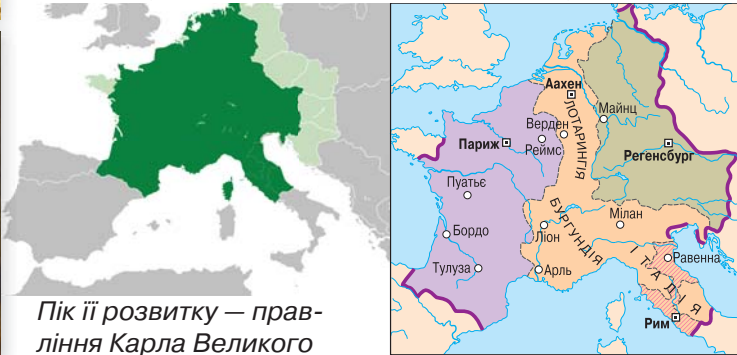 Пік її розвитку — прав-
ління Карла Великого
Аахен
ЛОТАРИНГІЯ
Майнц
Верден
Реймс
Париж
Регенсбург
Пуатьє
БУРГУНДІЯ
Мілан
Бордо
Ліон
ІТАЛІЯ
Равенна
Тулуза
Арль
Рим